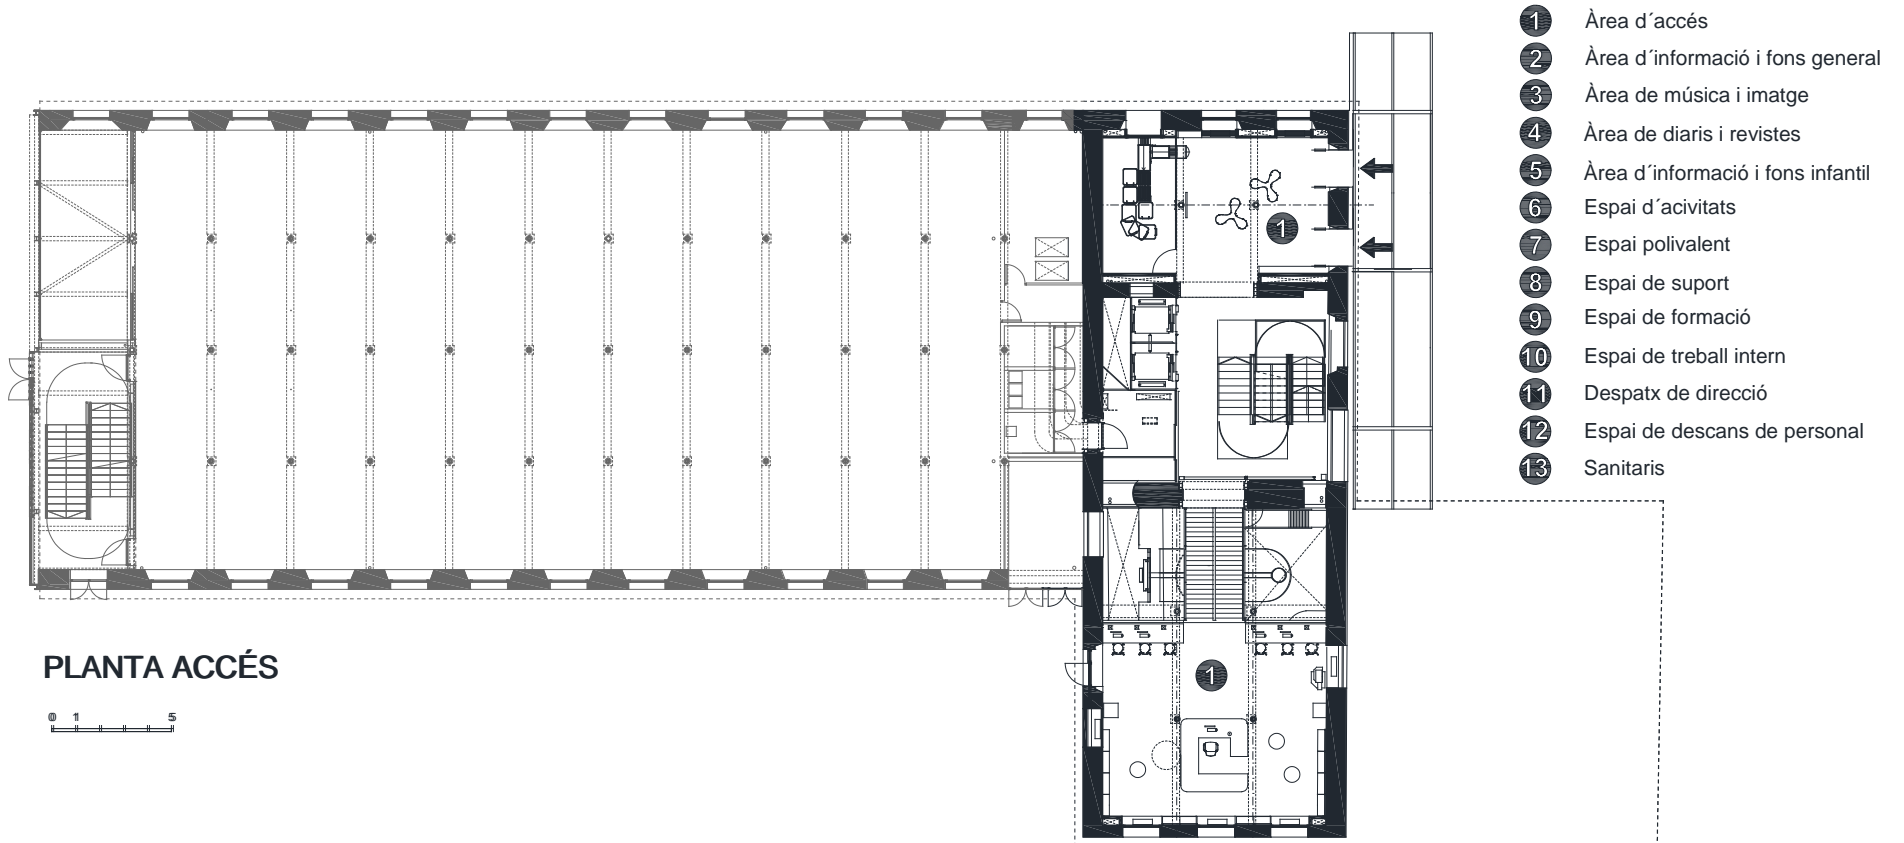 1 Àrea d´accés
2 Àrea d´informació i fons general
3 Àrea de música i imatge
4 Àrea de diaris i revistes
5 Àrea d´informació i fons infantil
6 Espai d´acivitats
7 Espai polivalent
8 Espai de suport
9 Espai de formació
10 Espai de treball intern
11 Despatx de direcció
12 Espai de descans de personal
13 Sanitaris
1
1
PLANTA ACCÉS
0 1 5